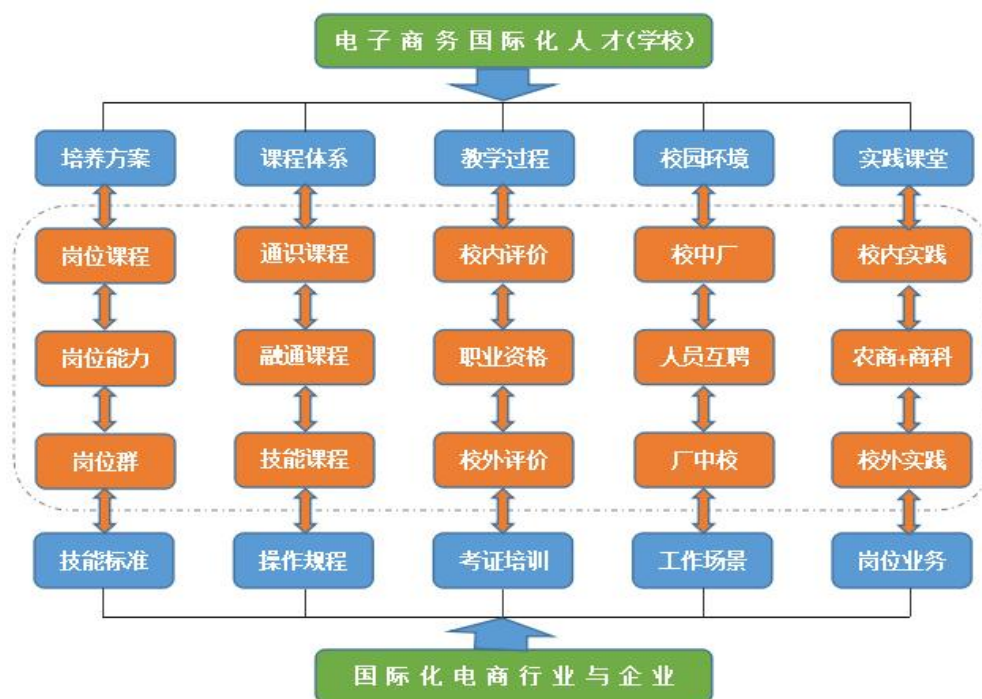 电子商务国际化人才(学校)
培养方案 课程体系 教学过程 校园环境 实践课堂
岗位课程 通识课程 校内评价 校中厂 校内实践
岗位能力 融通课程 职业资格 人员互聘 农商+商科
岗位群 技能课程 校外评价 厂中校 校外实践
技能标准 操作规程 考证培训 工作场景 岗位业务
国际化电商行业与企业